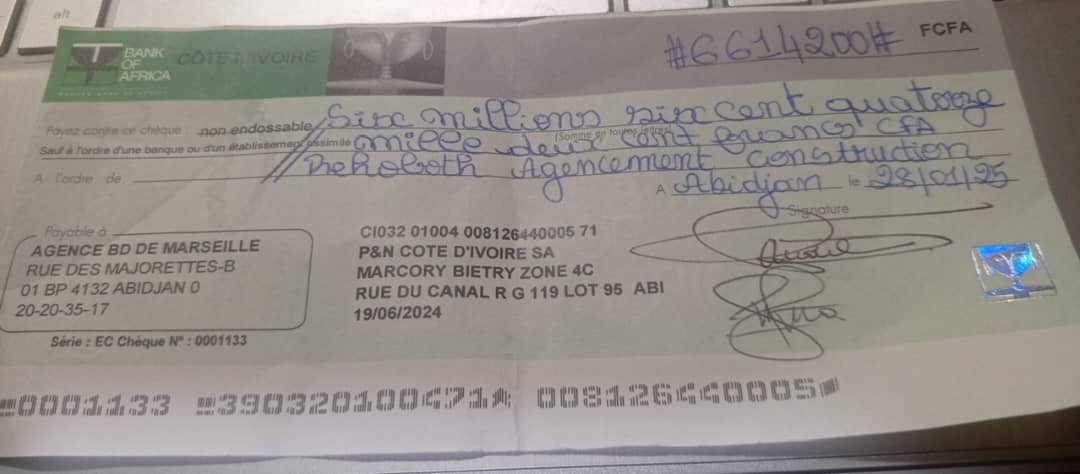 alt
BANK OF AFRICA
CÔTE D'IVOIRE
#6614200# FCFA
Payez contre ce chèque : non endossable Six millions six cent quatorze
(Somme en toutes lettres)
Sauf à l'ordre d'une banque ou d'un établissement assimilé mille deux cent francs CFA
A l'ordre de Rehoboth Agencement Construction
A Abidjan le 28/01/25
Signature
Payable à
AGENCE BD DE MARSEILLE
RUE DES MAJORETTES-B
01 BP 4132 ABIDJAN 0
20-20-35-17
Série : EC Chèque N° : 0001133
CI032 01004 008126440005 71
P&N COTE D'IVOIRE SA
MARCORY BIETRY ZONE 4C
RUE DU CANAL R G 119 LOT 95 ABI
19/06/2024
0001133 390320100471 008126440005